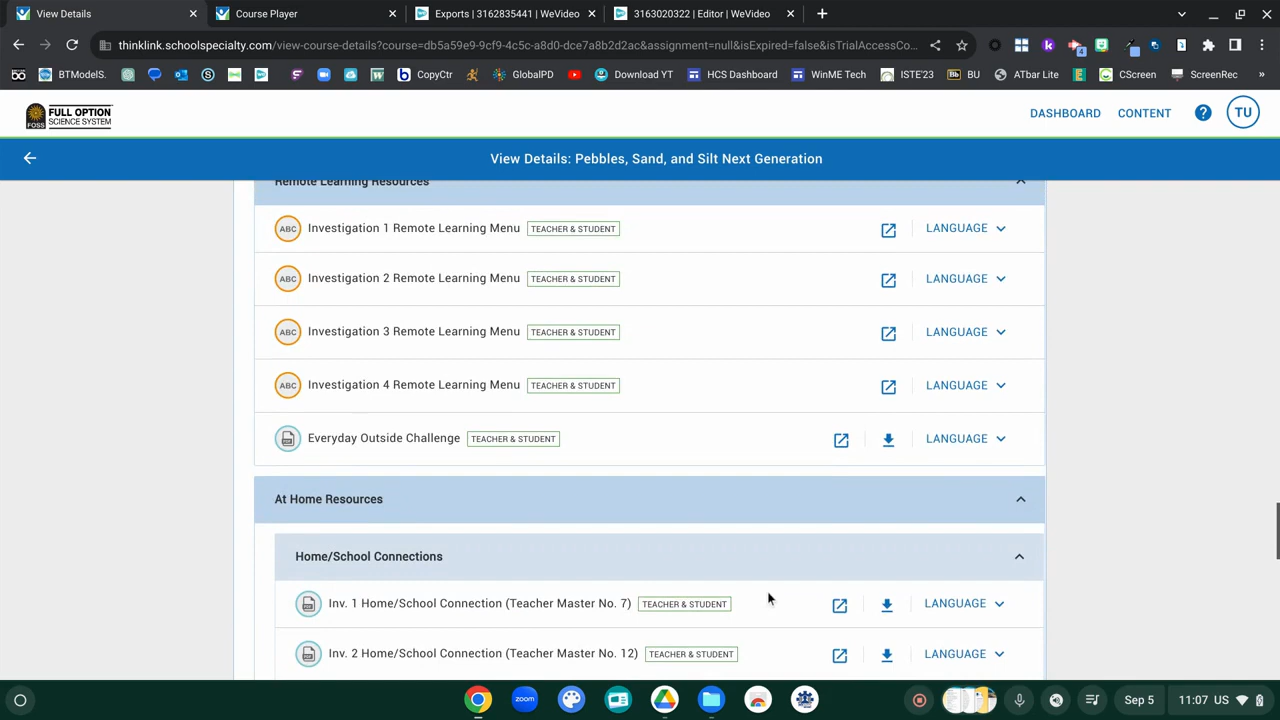 View Details
Course Player
Exports | 3162835441 | WeVideo
3163020322 | Editor | WeVideo
thinklink.schoolspecialty.com/view-course-details?course=db5a59e9-9cf9-4c5c-a8d0-dce7a8b2d2ac&assignment=null&isExpired=false&isTrialAccessCo...
BTModelS.
CopyCtr
GlobalPD
Download YT
HCS Dashboard
WinME Tech
ISTE'23
BU
ATbar Lite
CScreen
ScreenRec
FOSS
FULL OPTION
SCIENCE SYSTEM
DASHBOARD
CONTENT
TU
View Details: Pebbles, Sand, and Silt Next Generation
Remote Learning Resources
ABC Investigation 1 Remote Learning Menu TEACHER & STUDENT LANGUAGE
ABC Investigation 2 Remote Learning Menu TEACHER & STUDENT LANGUAGE
ABC Investigation 3 Remote Learning Menu TEACHER & STUDENT LANGUAGE
ABC Investigation 4 Remote Learning Menu TEACHER & STUDENT LANGUAGE
Everyday Outside Challenge TEACHER & STUDENT LANGUAGE
At Home Resources
Home/School Connections
Inv. 1 Home/School Connection (Teacher Master No. 7) TEACHER & STUDENT LANGUAGE
Inv. 2 Home/School Connection (Teacher Master No. 12) TEACHER & STUDENT LANGUAGE
zoom
Sep 5
11:07 US